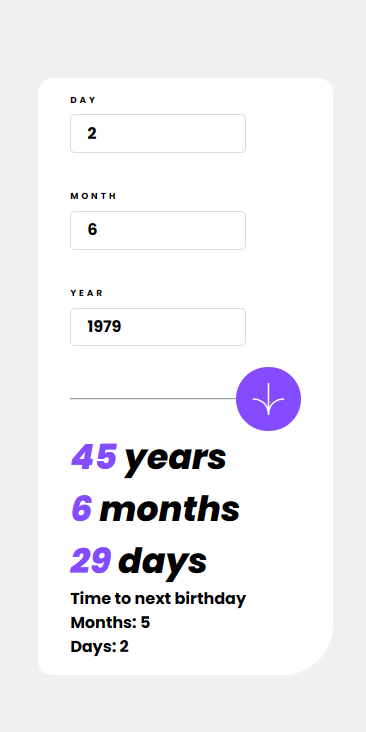 DAY
2
MONTH
6
YEAR
1979
45 years
6 months
29 days
Time to next birthday
Months: 5
Days: 2